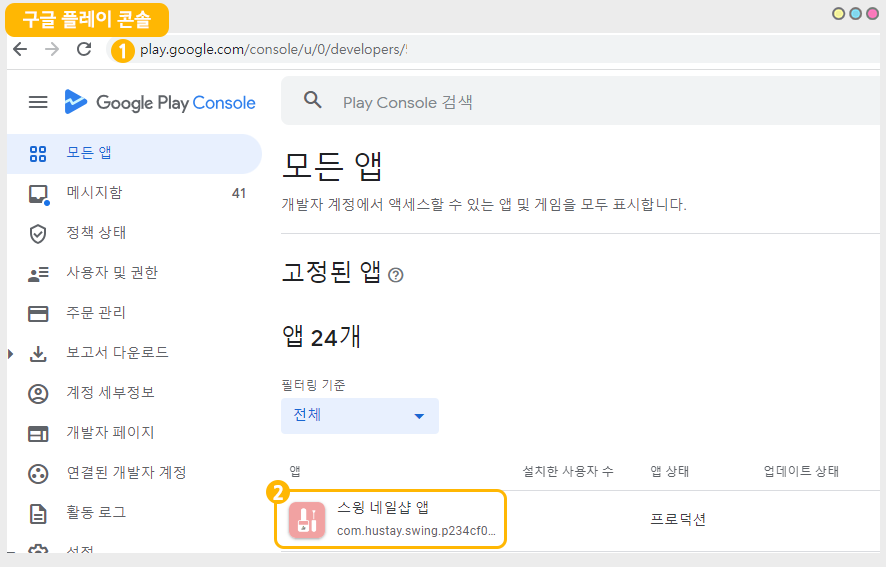 구글 플레이 콘솔
1 play.google.com/console/u/0/developers/
Google Play Console
Play Console 검색
모든 앱
메시지함 41
정책 상태
사용자 및 권한
주문 관리
보고서 다운로드
계정 세부정보
개발자 페이지
연결된 개발자 계정
활동 로그
설정
모든 앱
개발자 계정에서 액세스할 수 있는 앱 및 게임을 모두 표시합니다.
고정된 앱 ?
앱 24개
필터링 기준
전체
앱 설치한 사용자 수 앱 상태 업데이트 상태
2
스윙 네일샵 앱
com.hustay.swing.p234cf0...
프로덕션